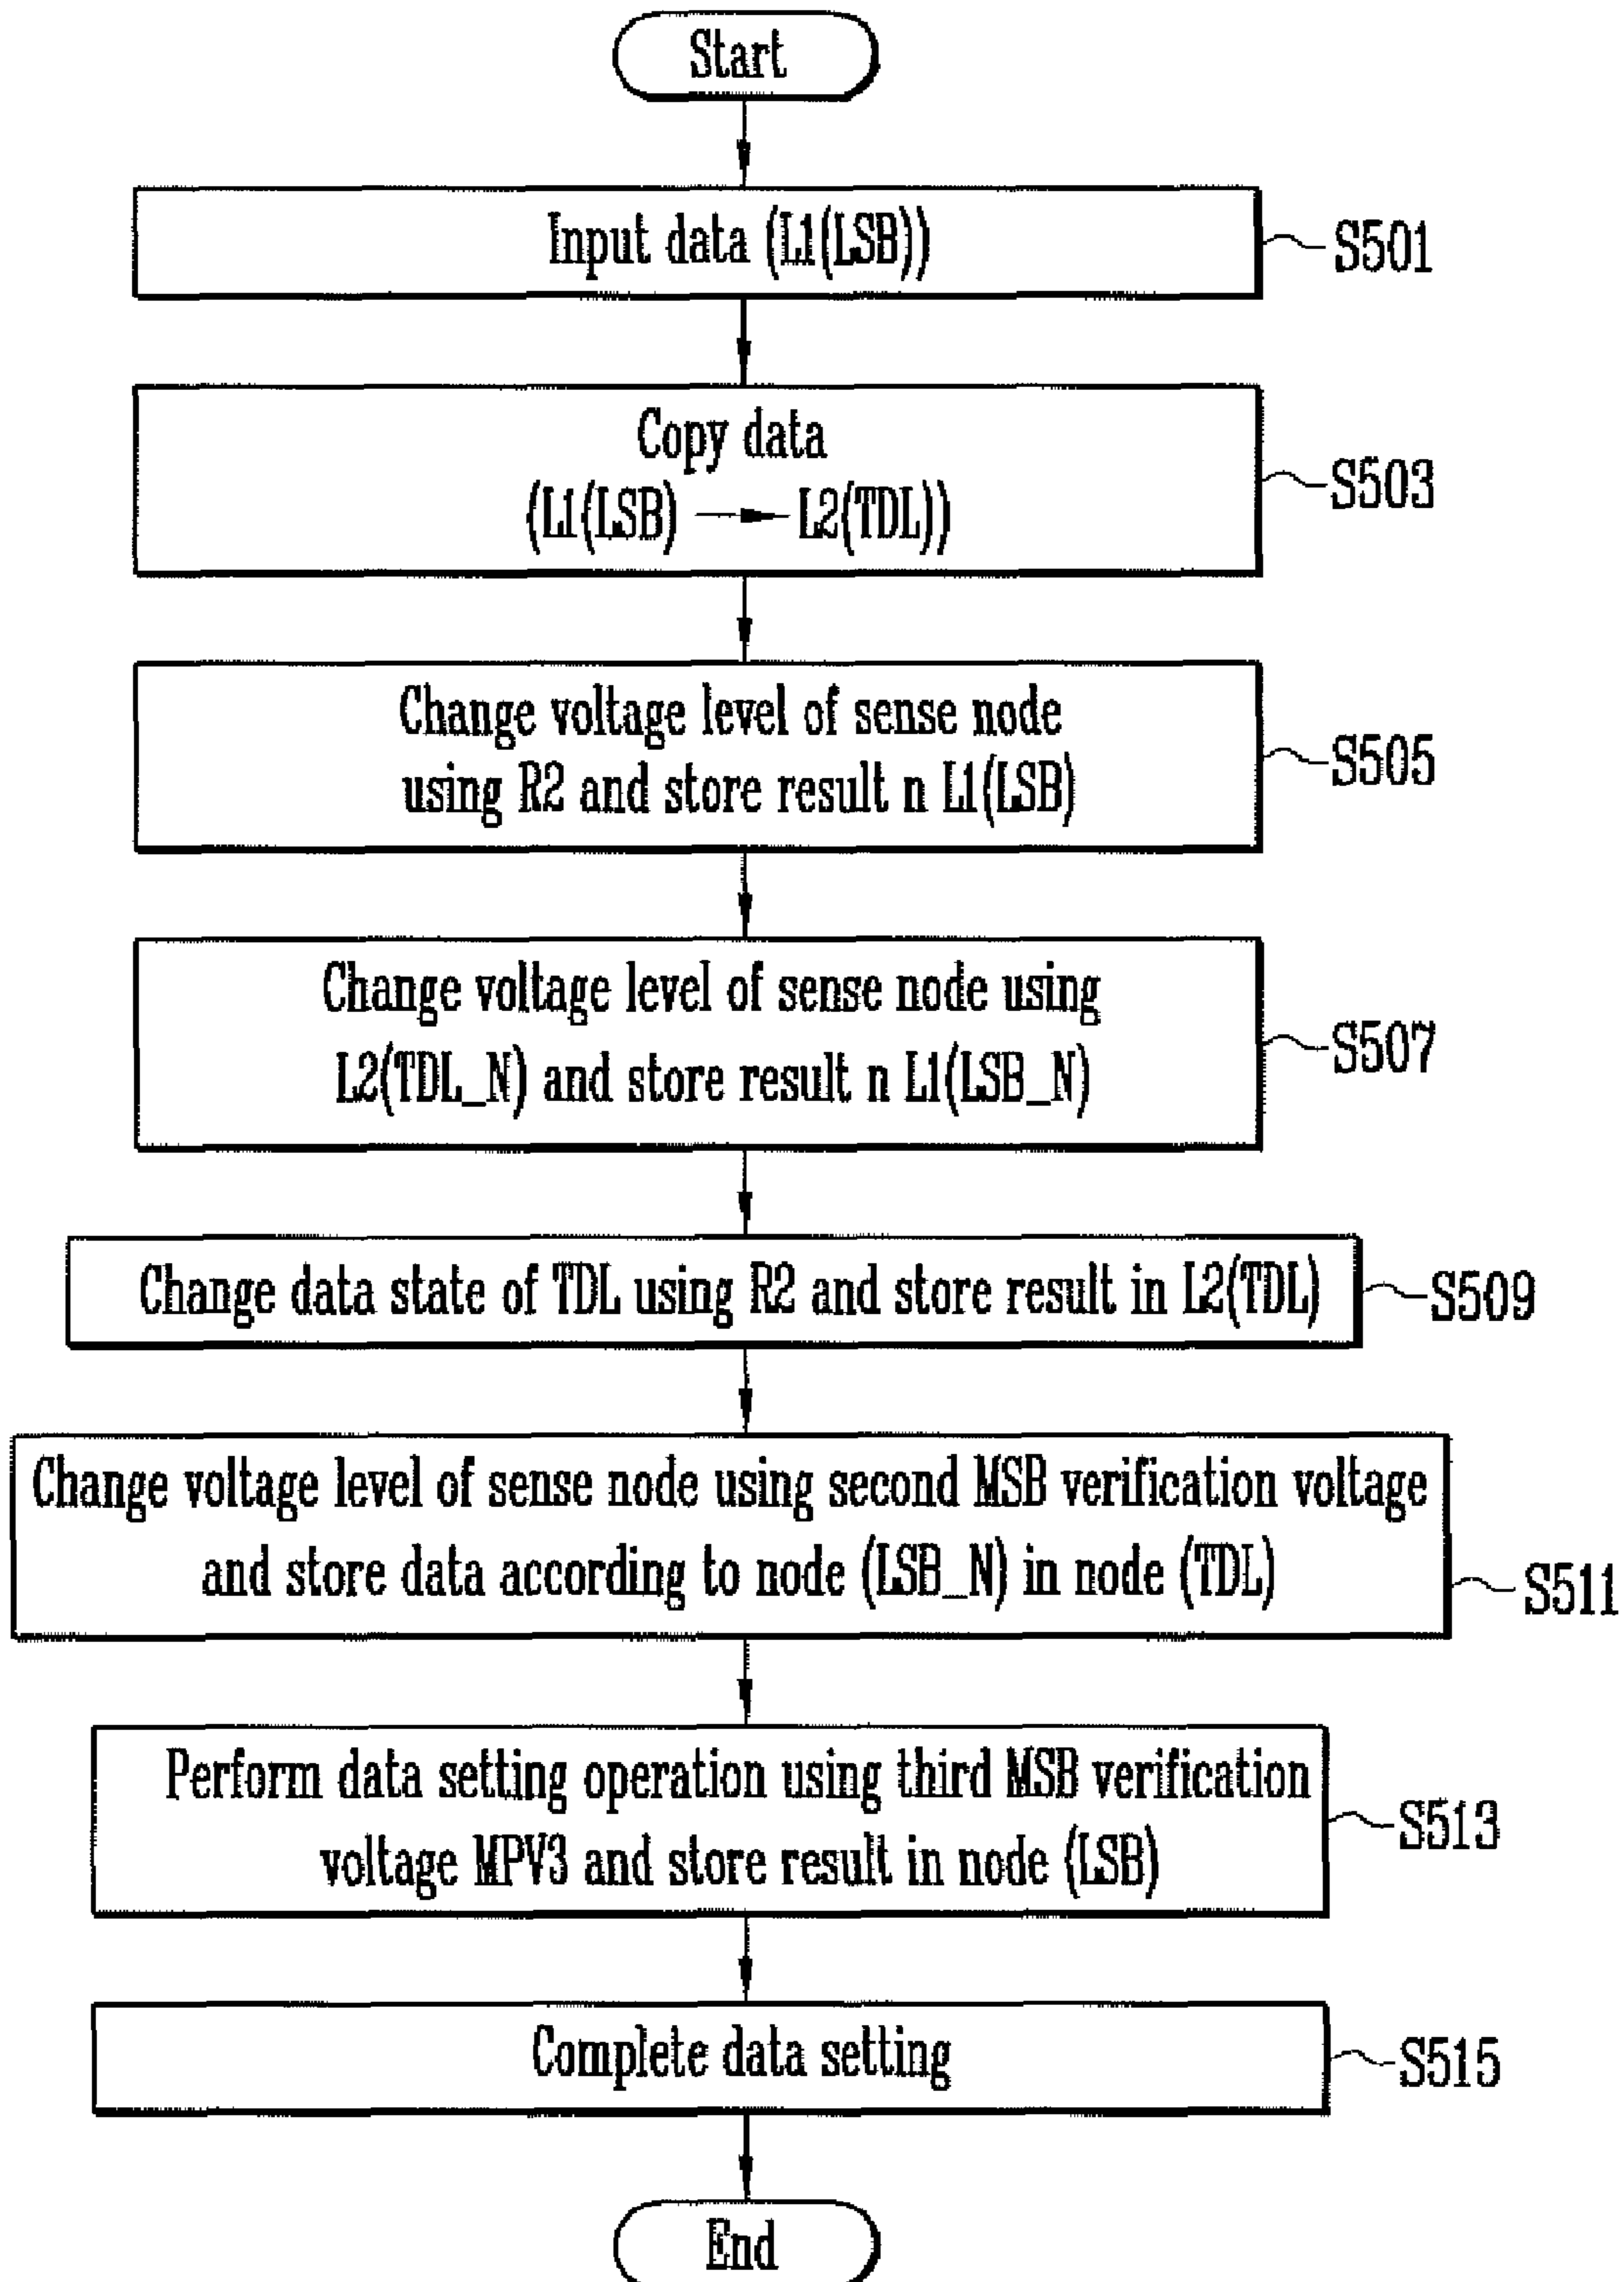 Start
Input data (L1(LSB))
S501
Copy data
(L1(LSB) → L2(TDL))
S503
Change voltage level of sense node
using R2 and store result n L1(LSB)
S505
Change voltage level of sense node using
L2(TDL_N) and store result n L1(LSB_N)
S507
Change data state of TDL using R2 and store result in L2(TDL)
S509
Change voltage level of sense node using second MSB verification voltage
and store data according to node (LSB_N) in node (TDL)
S511
Perform data setting operation using third MSB verification
voltage MPV3 and store result in node (LSB)
S513
Complete data setting
S515
End